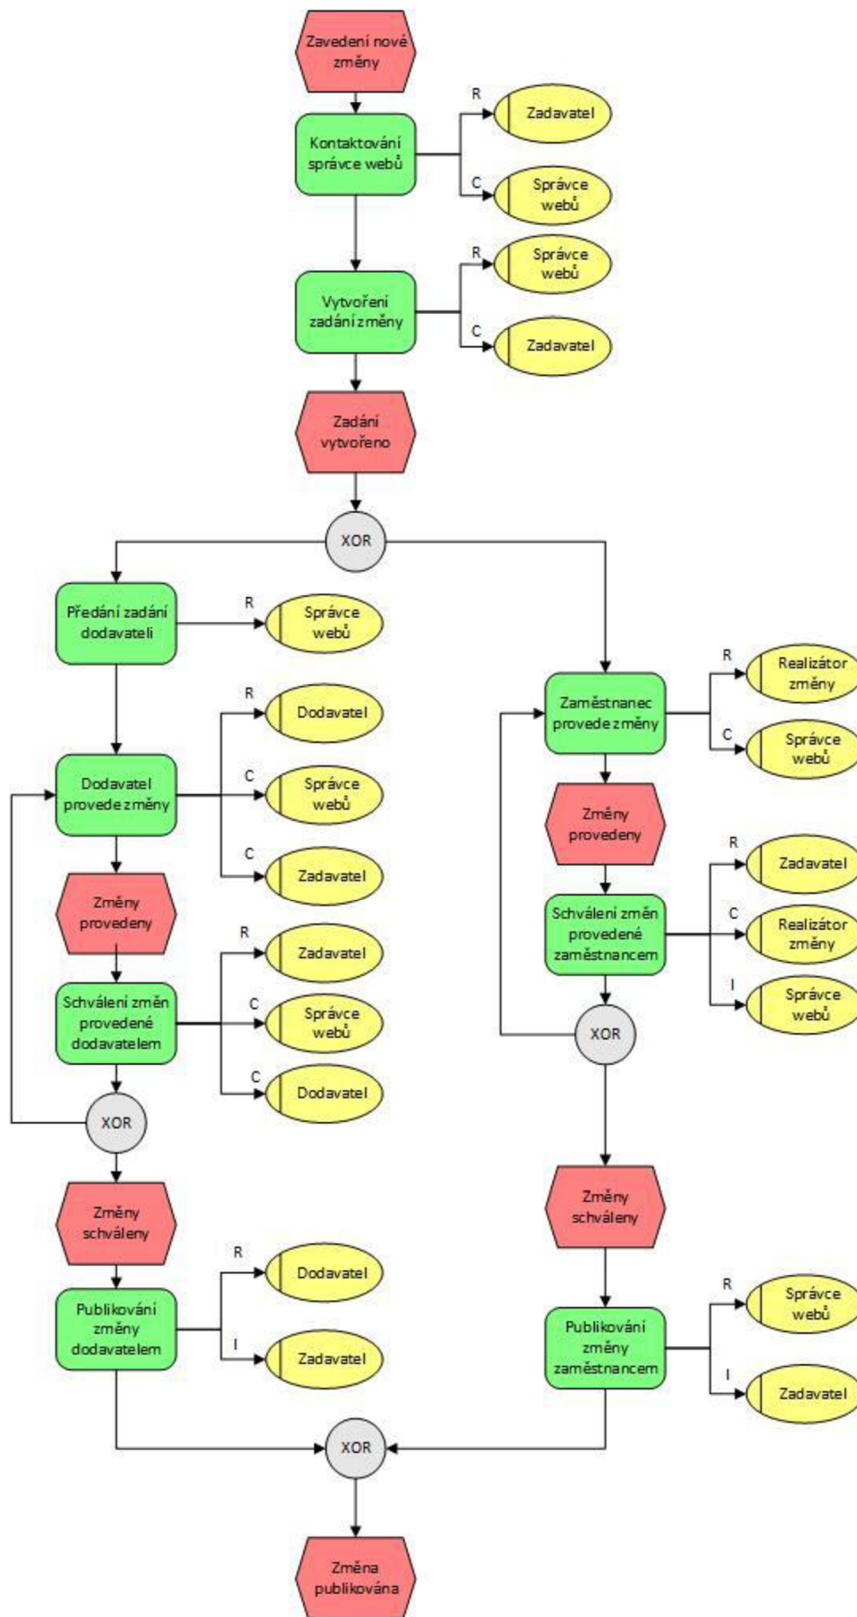 Zavedení nové
změny
R
Zadavatel
Kontaktování
správce webů
C
Správce
webů
R
Správce
webů
Vytvoření
zadání změny
C
Zadavatel
Zadání
vytvořeno
XOR
Předání zadání
dodavateli
R
Správce
webů
R
Dodavatel
Dodavatel
provede změny
C
Správce
webů
C
Zadavatel
Změny
provedeny
R
Zadavatel
Schválení změn
provedené
dodavatelem
C
Správce
webů
C
Dodavatel
XOR
Změny
schváleny
R
Dodavatel
Publikování
změny
dodavatelem
I
Zadavatel
R
Realizátor
změny
Zaměstnanec
provede změny
C
Správce
webů
Změny
provedeny
R
Zadavatel
Schválení změn
provedené
zaměstnancem
C
Realizátor
změny
I
Správce
webů
XOR
Změny
schváleny
R
Správce
webů
Publikování
změny
zaměstnancem
I
Zadavatel
XOR
Změna
publikována